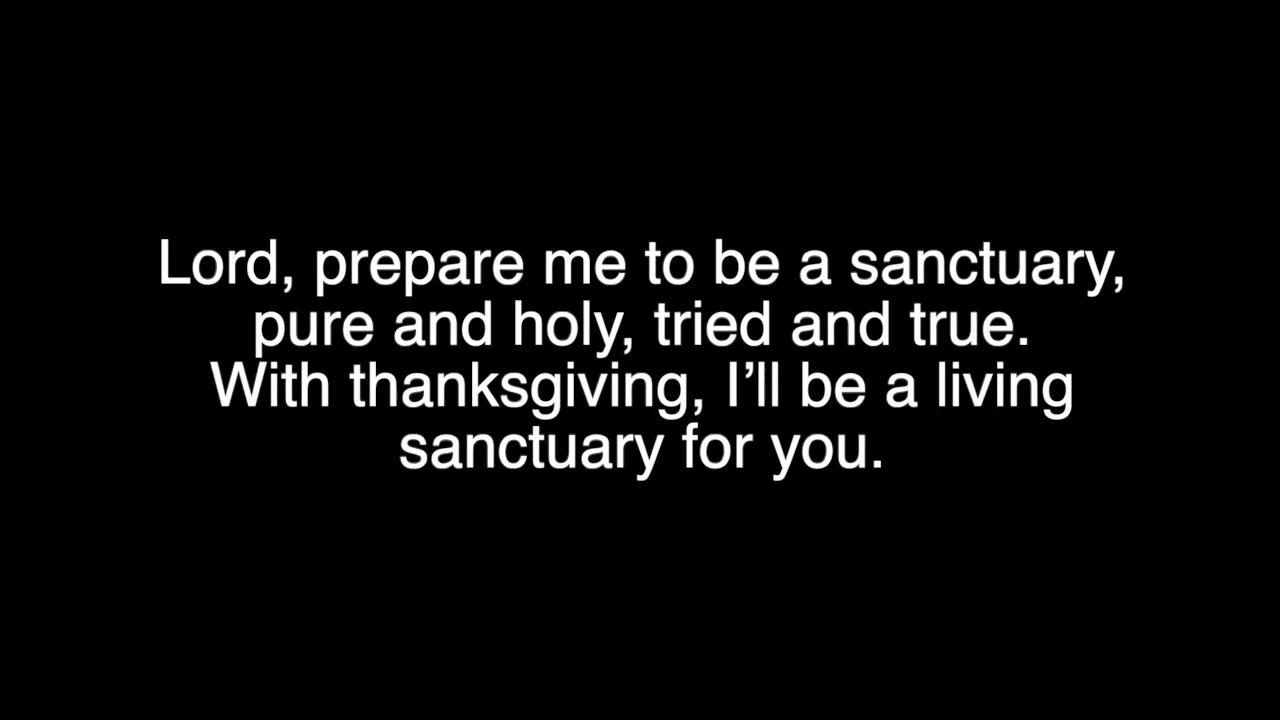 Lord, prepare me to be a sanctuary,
pure and holy, tried and true.
With thanksgiving, I’ll be a living
sanctuary for you.